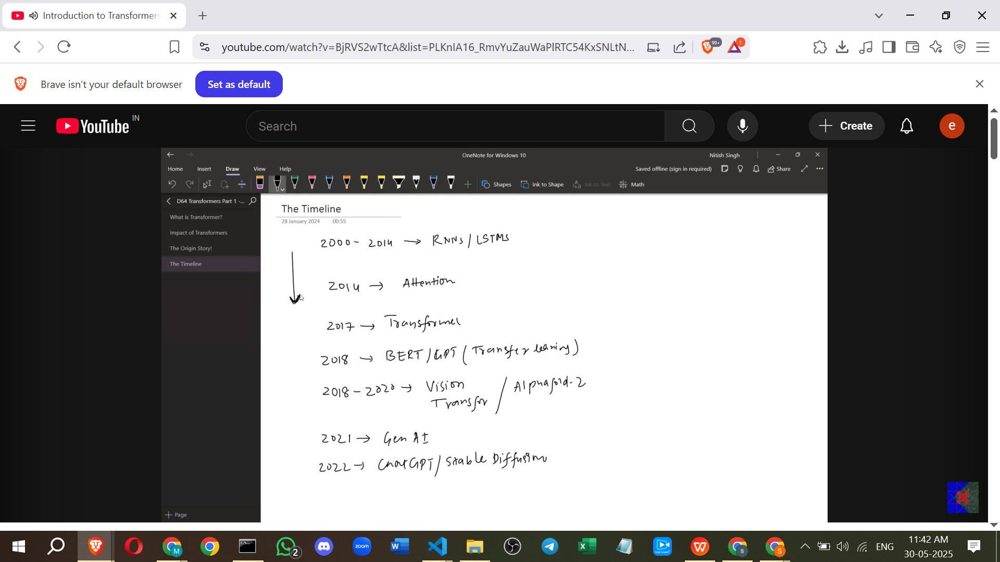 Introduction to Transformers
youtube.com/watch?v=BjRVS2wTtcA&list=PLKnIA16_RmvYuZauWaPlRTC54KxSNLtN...
99+
1
Brave isn't your default browser
Set as default
YouTube
IN
Search
Create
e
OneNote for Windows 10
Nitish Singh
Home Insert Draw View Help
Saved offline (sign in required)
Share
Shapes
Ink to Shape
Ink to Text
Math
D64 Transformers Part 1 -...
What is Transformer?
Impact of Transformers
The Origin Story!
The Timeline
Page
The Timeline
28 January 2024 00:55
2000 - 2014 → RNNs / LSTMs
2014 → Attention
2017 → Transformer
2018 → BERT/GPT (Transfer learning)
2018 - 2020 → Vision Transfor / Alphafold-2
2021 → Gen AI
2022 → ChatGPT/Stable Diffusion
M
2
zoom
W
S
S
ENG
11:42 AM
30-05-2025